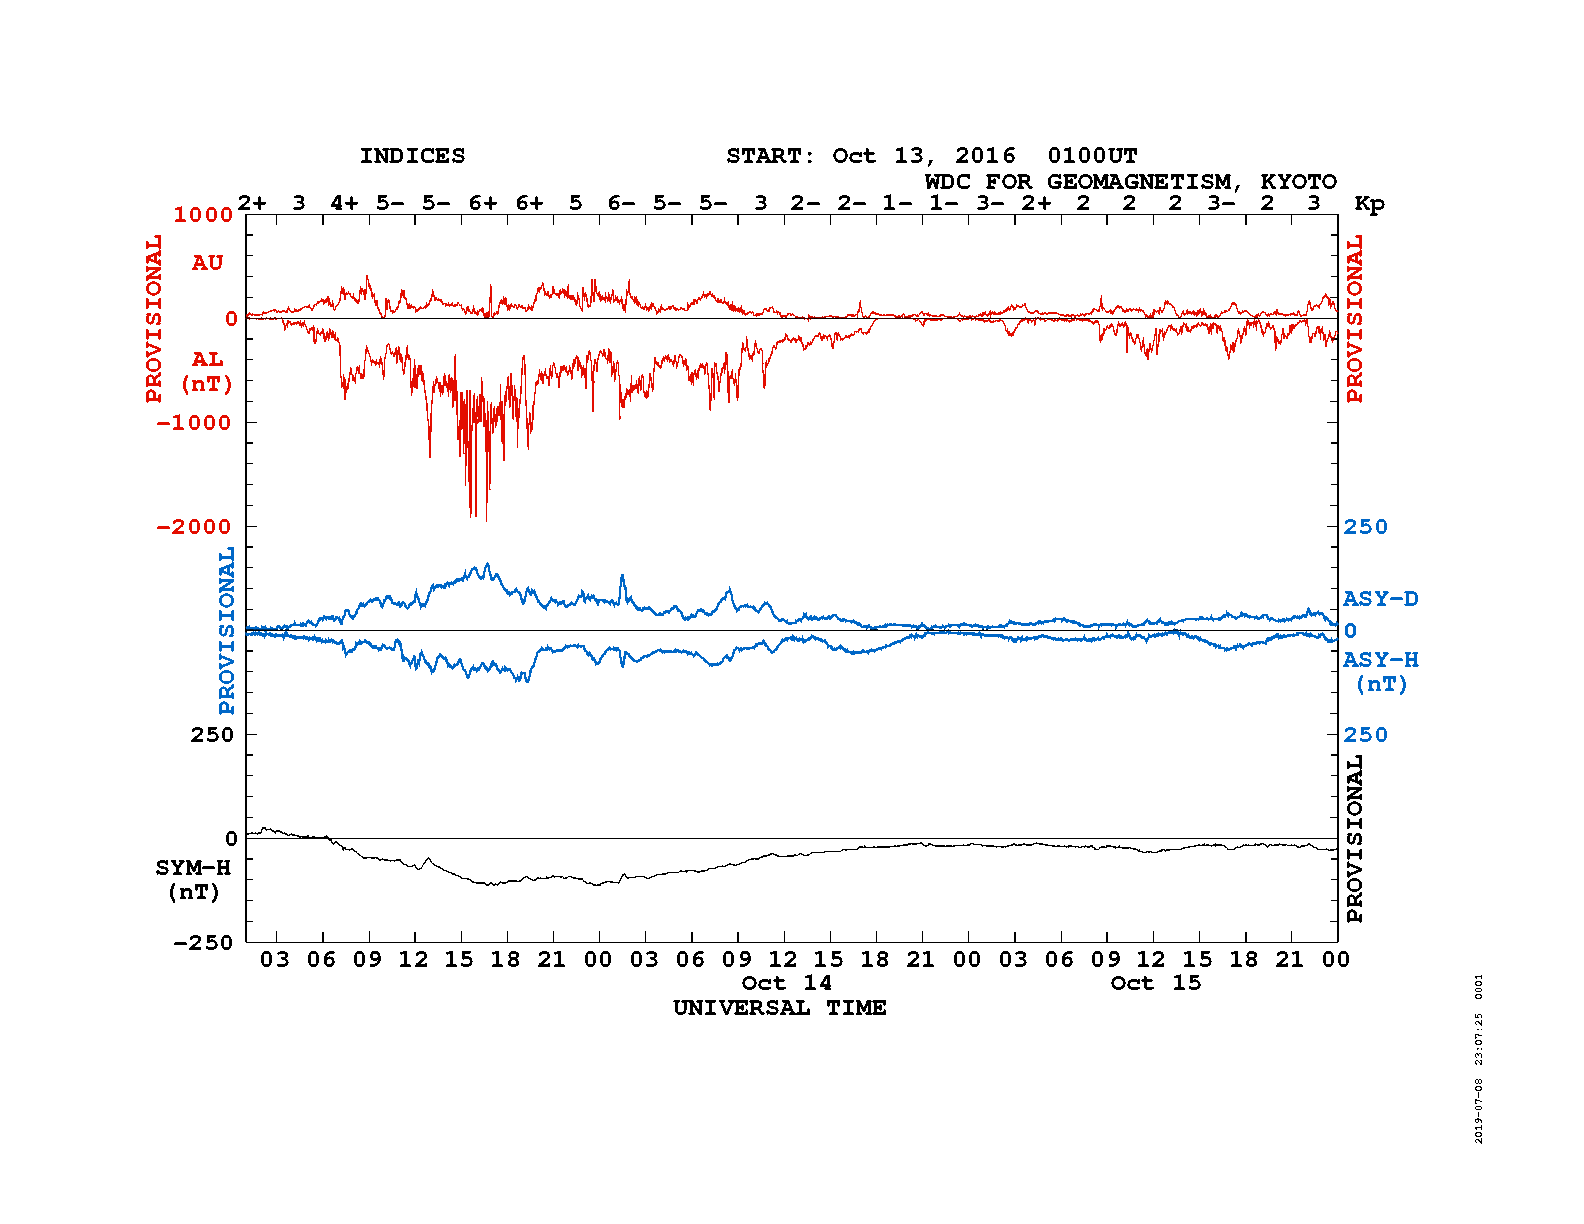 INDICES START: Oct 13, 2016 0100UT
WDC FOR GEOMAGNETISM, KYOTO
2+ 3 4+ 5- 5- 6+ 6+ 5 6- 5- 5- 3 2- 2- 1- 1- 3- 2+ 2 2 2 3- 2 3 Kp
1000
PROVISIONAL
AU
0
AL
(nT)
-1000
-2000
PROVISIONAL
250
PROVISIONAL
ASY-D
0
ASY-H
(nT)
250
250
0
SYM-H
(nT)
-250
PROVISIONAL
03 06 09 12 15 18 21 00 03 06 09 12 15 18 21 00 03 06 09 12 15 18 21 00
Oct 14 Oct 15
UNIVERSAL TIME
2019-07-08 23:07:25 0001